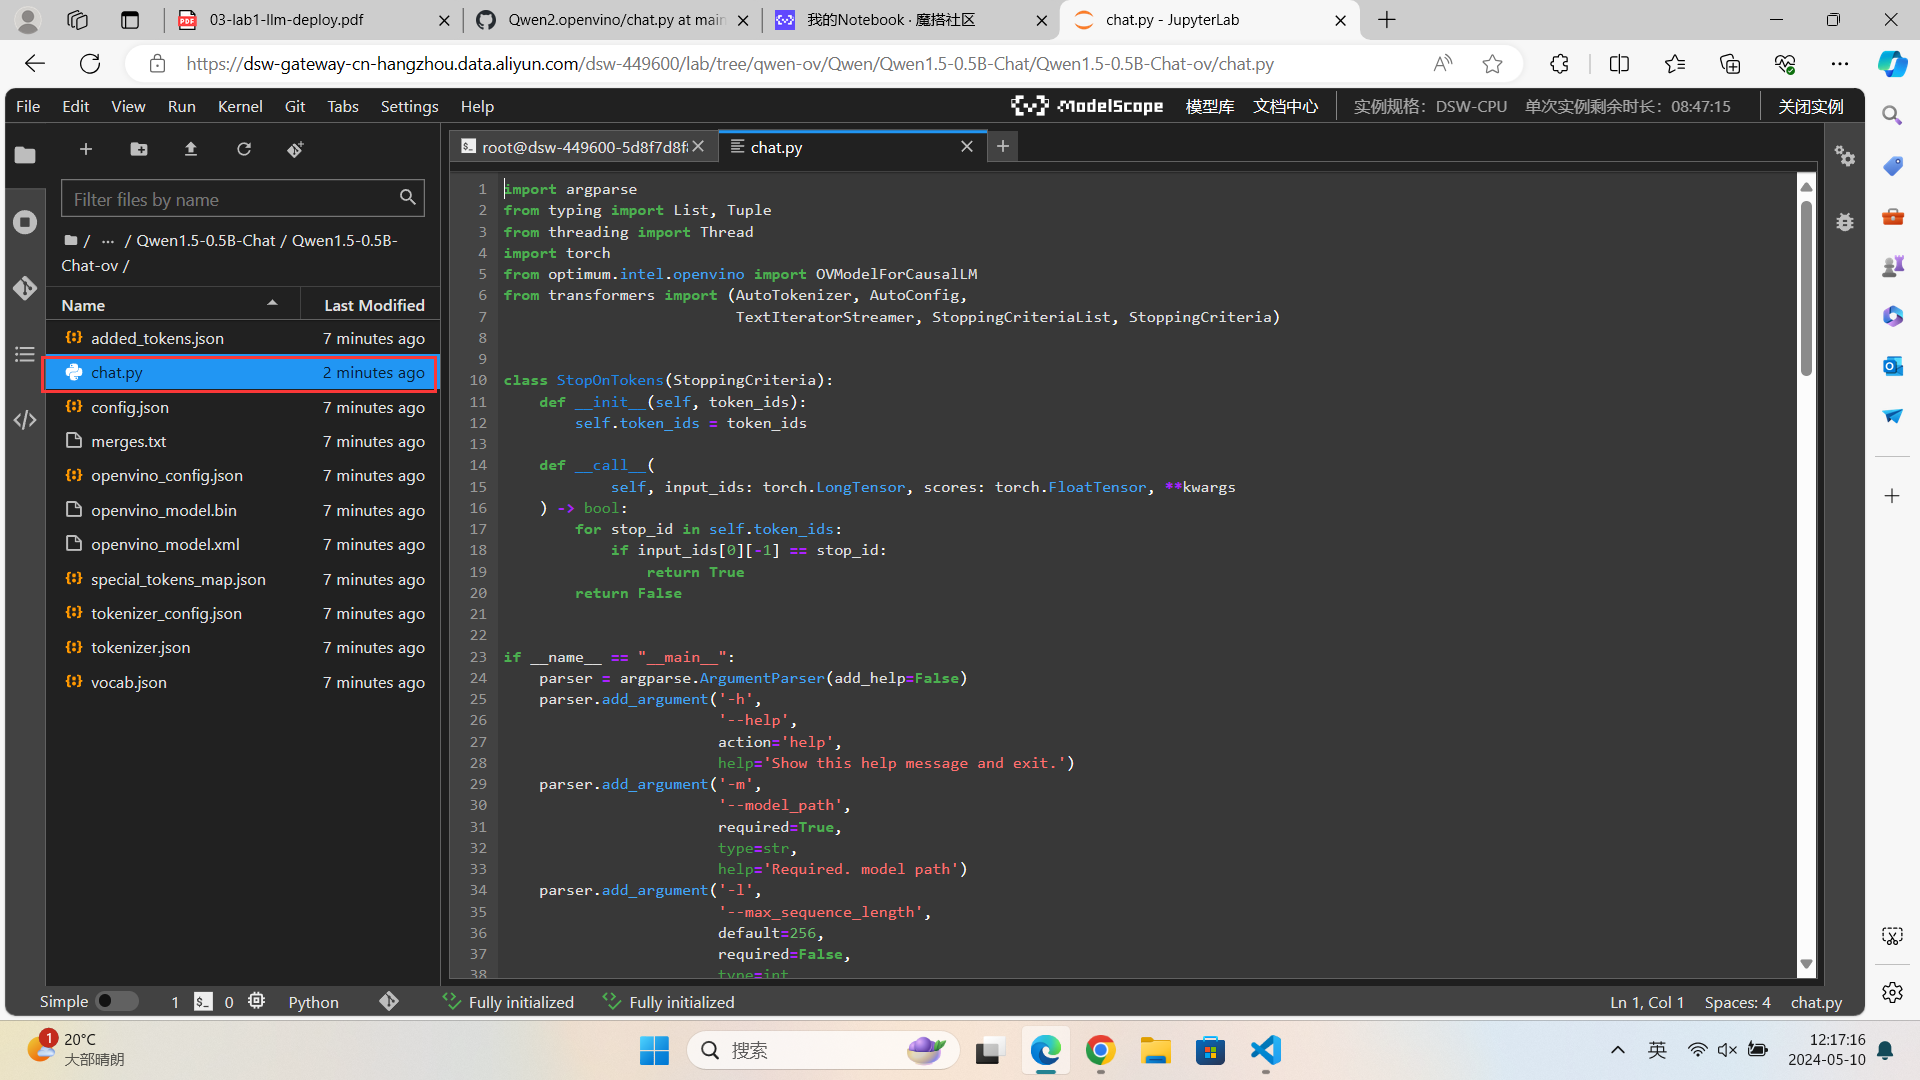 03-lab1-llm-deploy.pdf
Qwen2.openvino/chat.py at main
我的Notebook · 魔搭社区
chat.py - JupyterLab
https://dsw-gateway-cn-hangzhou.data.aliyun.com/dsw-449600/lab/tree/qwen-ov/Qwen/Qwen1.5-0.5B-Chat/Qwen1.5-0.5B-Chat-ov/chat.py
File Edit View Run Kernel Git Tabs Settings Help
ModelScope 模型库 文档中心 实例规格：DSW-CPU 单次实例剩余时长：08:47:15 关闭实例
root@dsw-449600-5d8f7d8f
chat.py
Filter files by name
/ ··· / Qwen1.5-0.5B-Chat / Qwen1.5-0.5B-
Chat-ov /
Name Last Modified
added_tokens.json 7 minutes ago
chat.py 2 minutes ago
config.json 7 minutes ago
merges.txt 7 minutes ago
openvino_config.json 7 minutes ago
openvino_model.bin 7 minutes ago
openvino_model.xml 7 minutes ago
special_tokens_map.json 7 minutes ago
tokenizer_config.json 7 minutes ago
tokenizer.json 7 minutes ago
vocab.json 7 minutes ago
1 import argparse
2 from typing import List, Tuple
3 from threading import Thread
4 import torch
5 from optimum.intel.openvino import OVModelForCausalLM
6 from transformers import (AutoTokenizer, AutoConfig,
7 TextIteratorStreamer, StoppingCriteriaList, StoppingCriteria)
8
9
10 class StopOnTokens(StoppingCriteria):
11 def __init__(self, token_ids):
12 self.token_ids = token_ids
13
14 def __call__(
15 self, input_ids: torch.LongTensor, scores: torch.FloatTensor, **kwargs
16 ) -> bool:
17 for stop_id in self.token_ids:
18 if input_ids[0][-1] == stop_id:
19 return True
20 return False
21
22
23 if __name__ == "__main__":
24 parser = argparse.ArgumentParser(add_help=False)
25 parser.add_argument('-h',
26 '--help',
27 action='help',
28 help='Show this help message and exit.')
29 parser.add_argument('-m',
30 '--model_path',
31 required=True,
32 type=str,
33 help='Required. model path')
34 parser.add_argument('-l',
35 '--max_sequence_length',
36 default=256,
37 required=False,
38 type=int
Simple 1 0 Python Fully initialized Fully initialized Ln 1, Col 1 Spaces: 4 chat.py
1
20°C
大部晴朗
搜索
英
12:17:16
2024-05-10